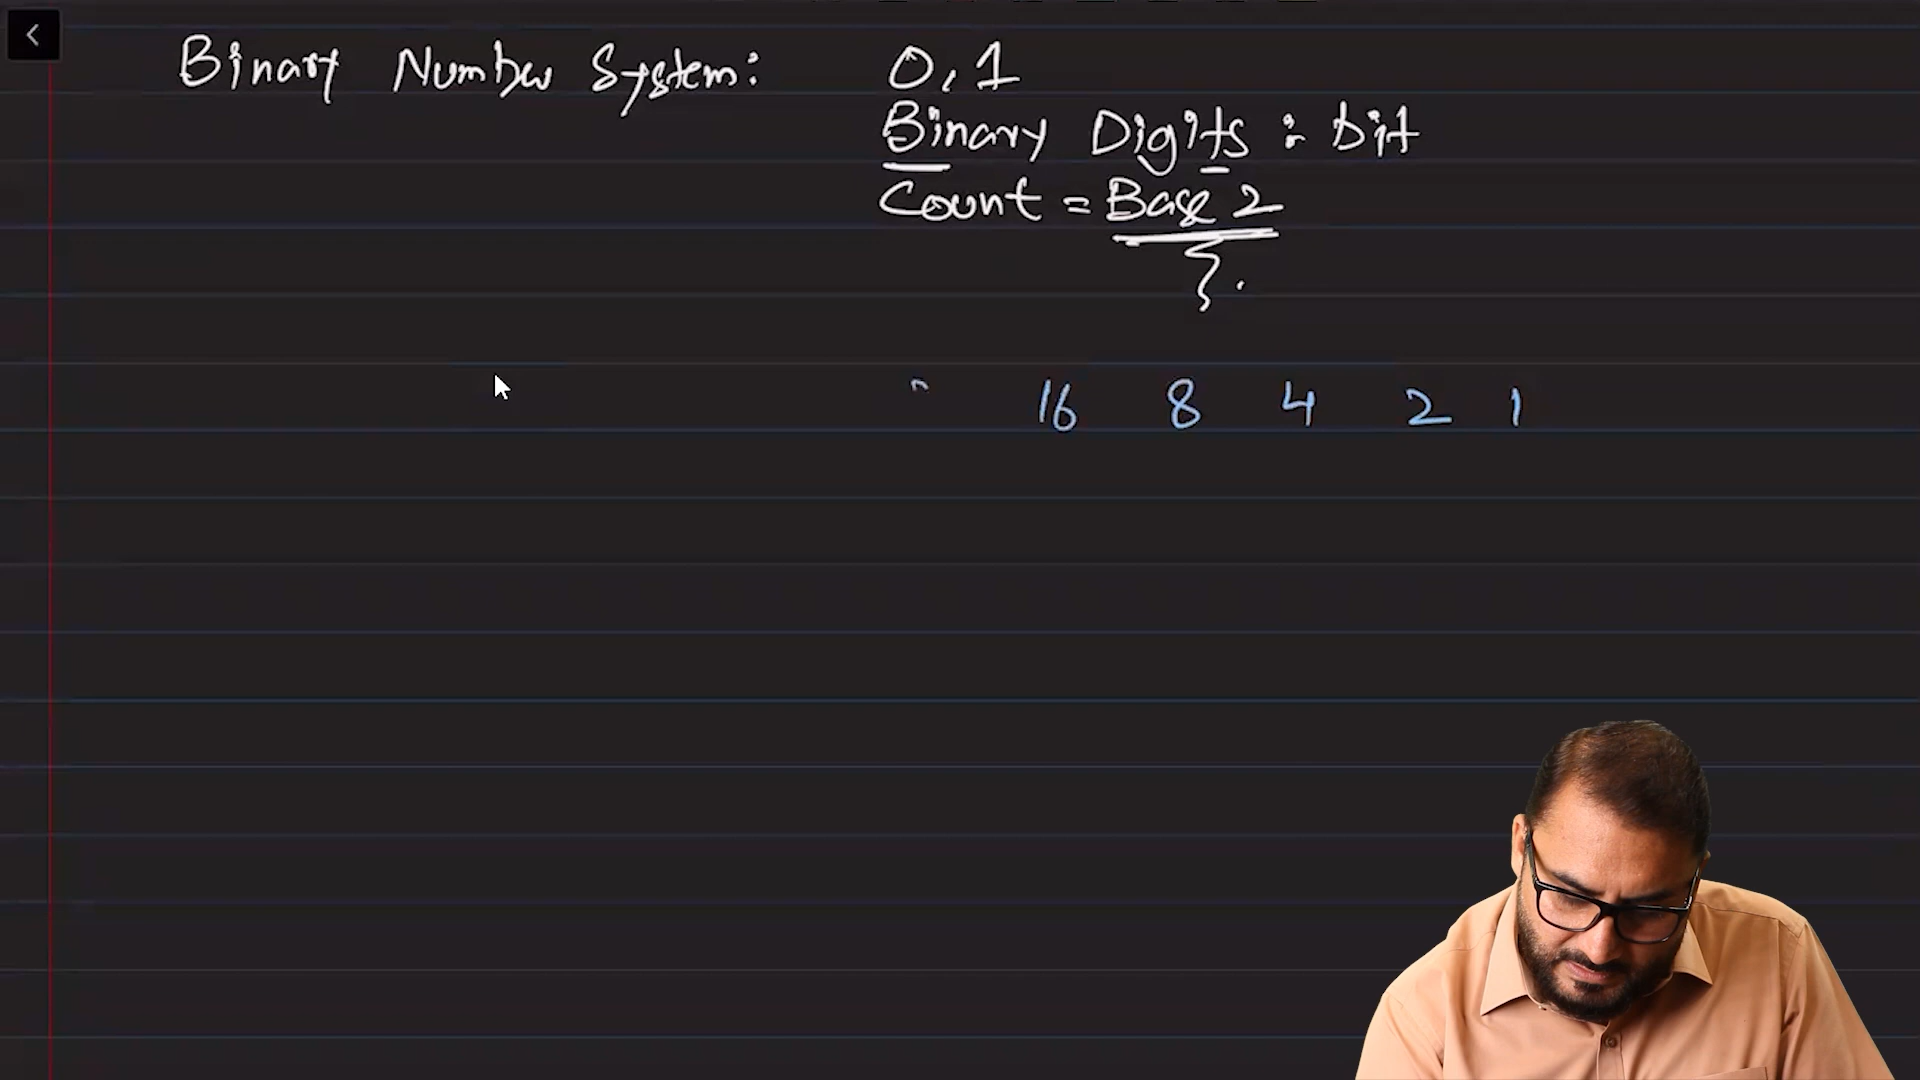 Binary Number System: 0, 1
Binary Digits : bit
Count = Base 2
16 8 4 2 1